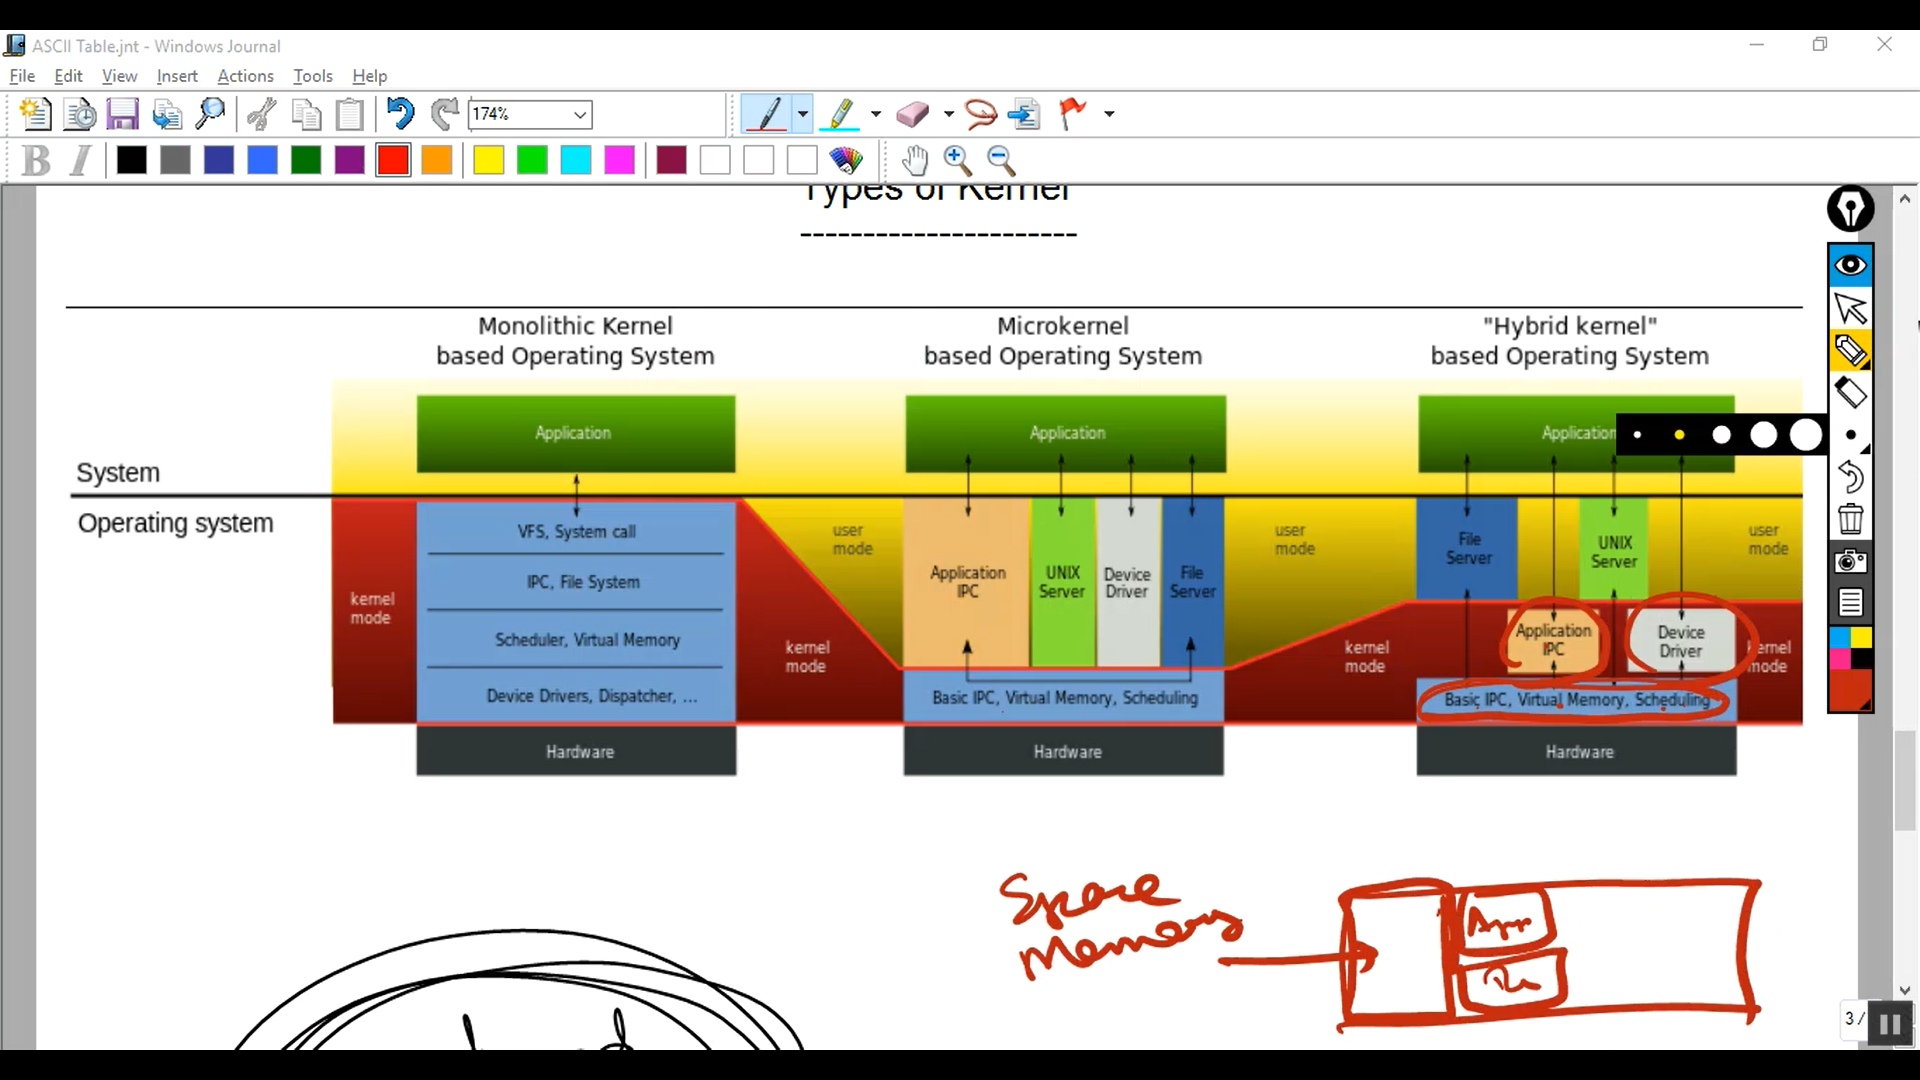 ASCII Table.jnt - Windows Journal
File Edit View Insert Actions Tools Help
174%
B I
Types of Kernel
----------------------
Monolithic Kernel
based Operating System
Microkernel
based Operating System
"Hybrid kernel"
based Operating System
Application
Application
Application
System
Operating system
kernel
mode
VFS, System call
IPC, File System
Scheduler, Virtual Memory
Device Drivers, Dispatcher, ...
Hardware
user
mode
kernel
mode
Application
IPC
UNIX
Server
Device
Driver
File
Server
Basic IPC, Virtual Memory, Scheduling
Hardware
user
mode
kernel
mode
File
Server
UNIX
Server
user
mode
Application
IPC
Device
Driver
kernel
mode
Basic IPC, Virtual Memory, Scheduling
Hardware
Space
Memory
App
3 /